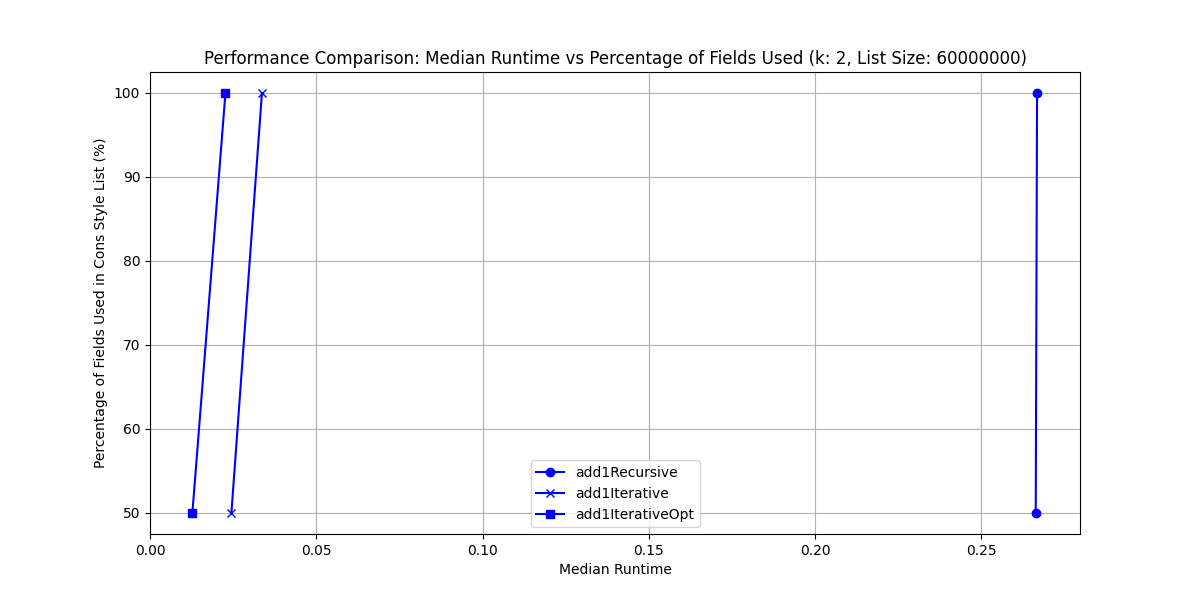 Performance Comparison: Median Runtime vs Percentage of Fields Used (k: 2, List Size: 60000000)
Percentage of Fields Used in Cons Style List (%)
100
90
80
70
60
50
add1Recursive
add1Iterative
add1IterativeOpt
0.00 0.05 0.10 0.15 0.20 0.25
Median Runtime